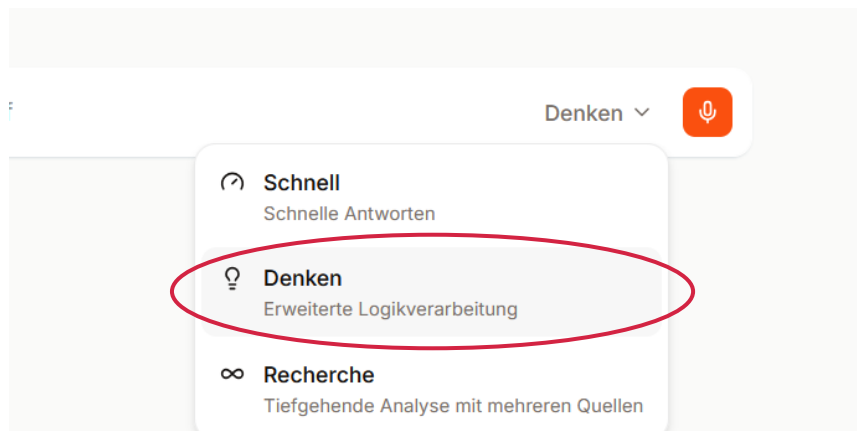 Denken
Schnell
Schnelle Antworten
Denken
Erweiterte Logikverarbeitung
Recherche
Tiefgehende Analyse mit mehreren Quellen